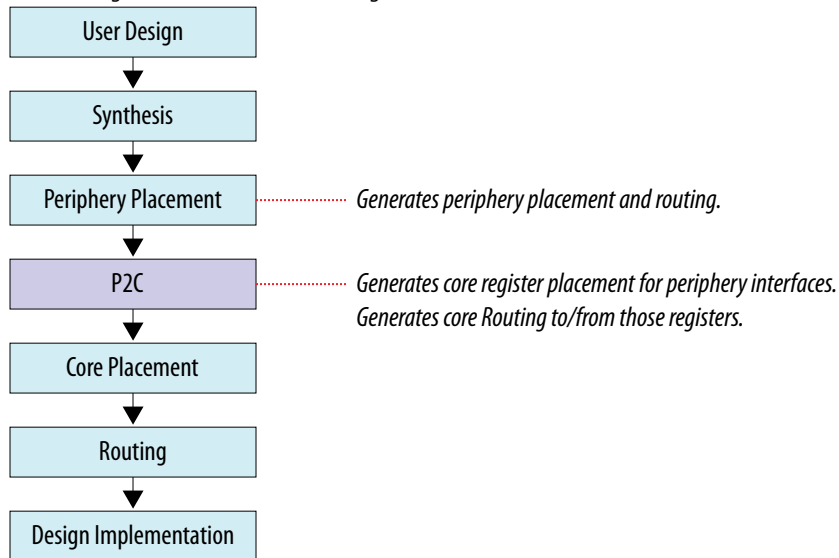 User Design
Synthesis
Periphery Placement
Generates periphery placement and routing.
P2C
Generates core register placement for periphery interfaces.
Generates core Routing to/from those registers.
Core Placement
Routing
Design Implementation